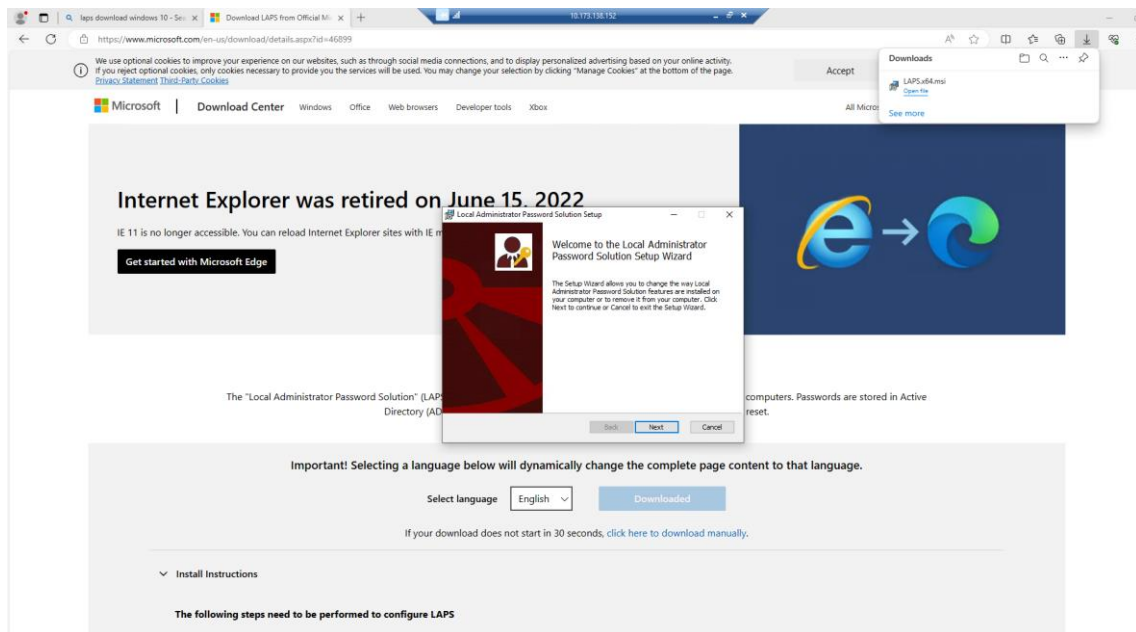 laps download windows 10 - Sea
Download LAPS from Official Mi
10.173.138.152
https://www.microsoft.com/en-us/download/details.aspx?id=46899
We use optional cookies to improve your experience on our websites, such as through social media connections, and to display personalized advertising based on your online activity.
If you reject optional cookies, only cookies necessary to provide you the services will be used. You may change your selection by clicking "Manage Cookies" at the bottom of the page.
Privacy Statement Third-Party Cookies
Accept
Downloads
LAPS.x64.msi
Open file
See more
Microsoft
Download Center
Windows
Office
Web browsers
Developer tools
Xbox
All Micros
Internet Explorer was retired on June 15, 2022
IE 11 is no longer accessible. You can reload Internet Explorer sites with IE m
Get started with Microsoft Edge
Local Administrator Password Solution Setup
Welcome to the Local Administrator
Password Solution Setup Wizard
The Setup Wizard allows you to change the way Local
Administrator Password Solution features are installed on
your computer or to remove it from your computer. Click
Next to continue or Cancel to exit the Setup Wizard.
Back
Next
Cancel
The "Local Administrator Password Solution" (LAPS
computers. Passwords are stored in Active
Directory (AD
reset.
Important! Selecting a language below will dynamically change the complete page content to that language.
Select language
English
Downloaded
If your download does not start in 30 seconds, click here to download manually.
Install Instructions
The following steps need to be performed to configure LAPS